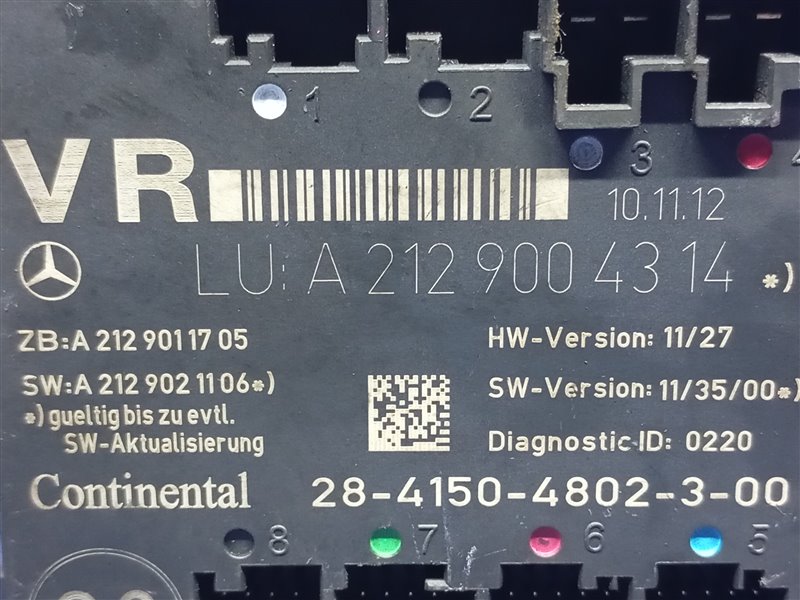 1 2
3 4
VR
10.11.12
LU: A 212 900 43 14 *)
ZB:A 212 901 17 05
HW-Version: 11/27
SW:A 212 902 11 06*)
SW-Version: 11/35/00*)
*) gueltig bis zu evtl.
SW-Aktualisierung
Diagnostic ID: 0220
Continental
28-4150-4802-3-00
8 7 6 5